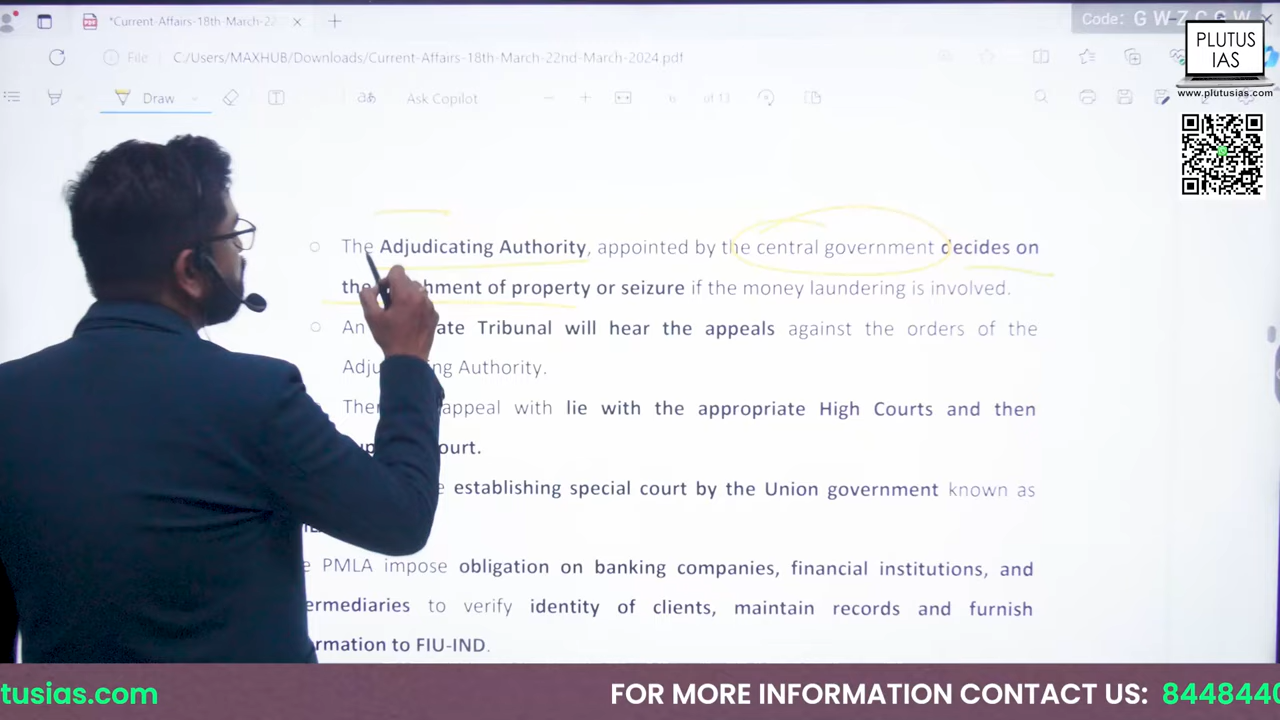 *Current-Affairs-18th-March-22
Code: G W Z C G W
PLUTUS
IAS
www.plutusias.com
File C:/Users/MAXHUB/Downloads/Current-Affairs-18th-March-22nd-March-2024.pdf
Draw
Ask Copilot
6 of 13
The Adjudicating Authority, appointed by the central government decides on
of property or seizure if the money laundering is involved.
An Tribunal will hear the appeals against the orders of the
Authority.
appeal with lie with the appropriate High Courts and then
establishing special court by the Union government known as
PMLA impose obligation on banking companies, financial institutions, and
to verify identity of clients, maintain records and furnish
to FIU-IND.
tusias.com
FOR MORE INFORMATION CONTACT US: 8448440